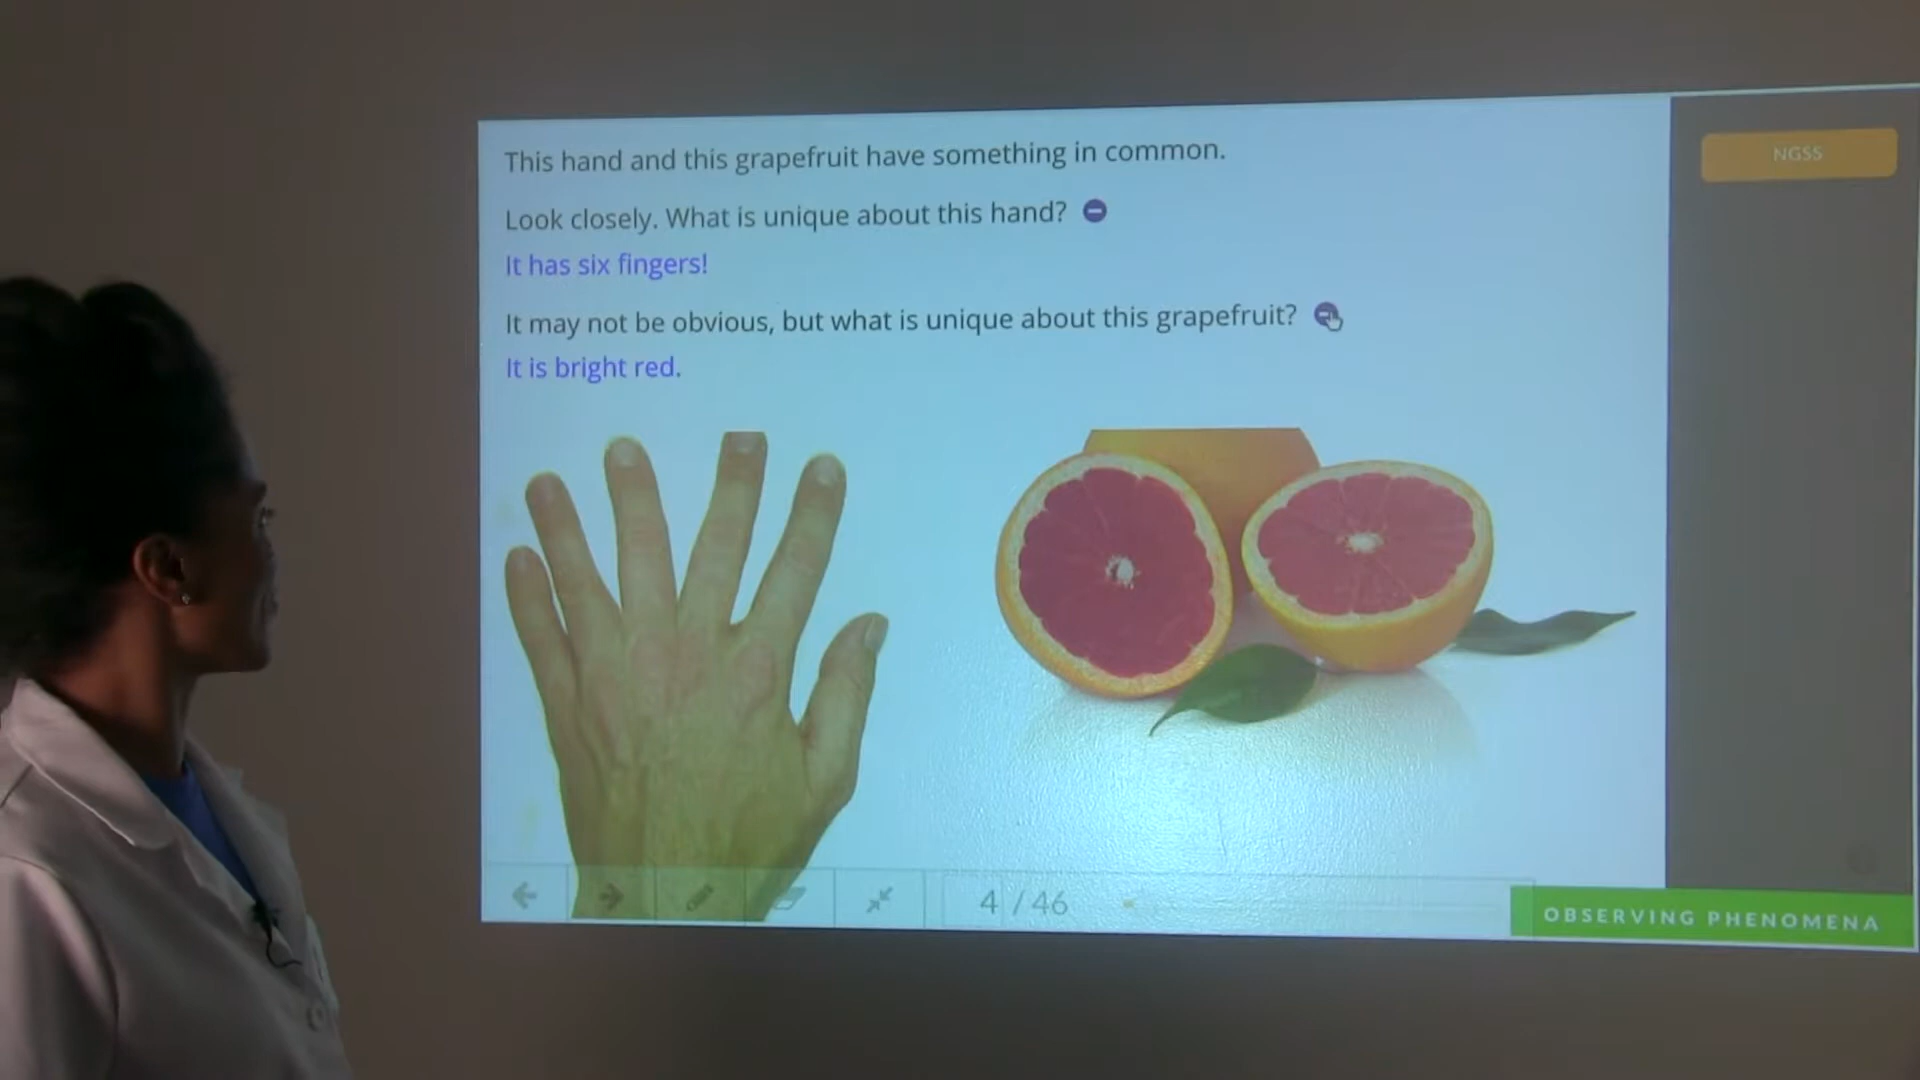 This hand and this grapefruit have something in common.
NGSS
Look closely. What is unique about this hand?
It has six fingers!
It may not be obvious, but what is unique about this grapefruit?
It is bright red.
4 / 46
OBSERVING PHENOMENA